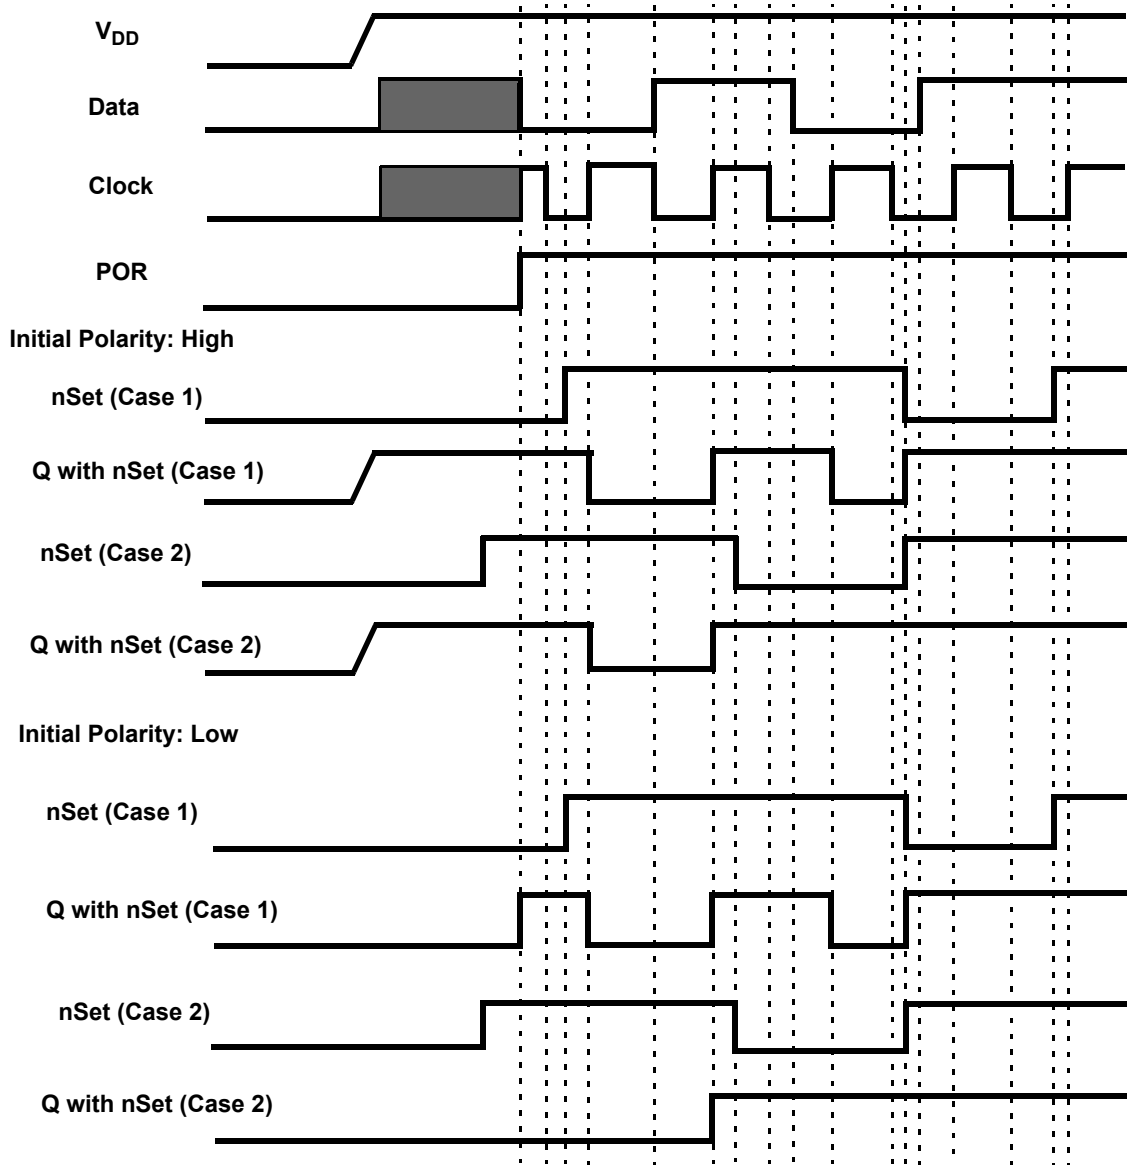 VDD
Data
Clock
POR
Initial Polarity: High
nSet (Case 1)
Q with nSet (Case 1)
nSet (Case 2)
Q with nSet (Case 2)
Initial Polarity: Low
nSet (Case 1)
Q with nSet (Case 1)
nSet (Case 2)
Q with nSet (Case 2)